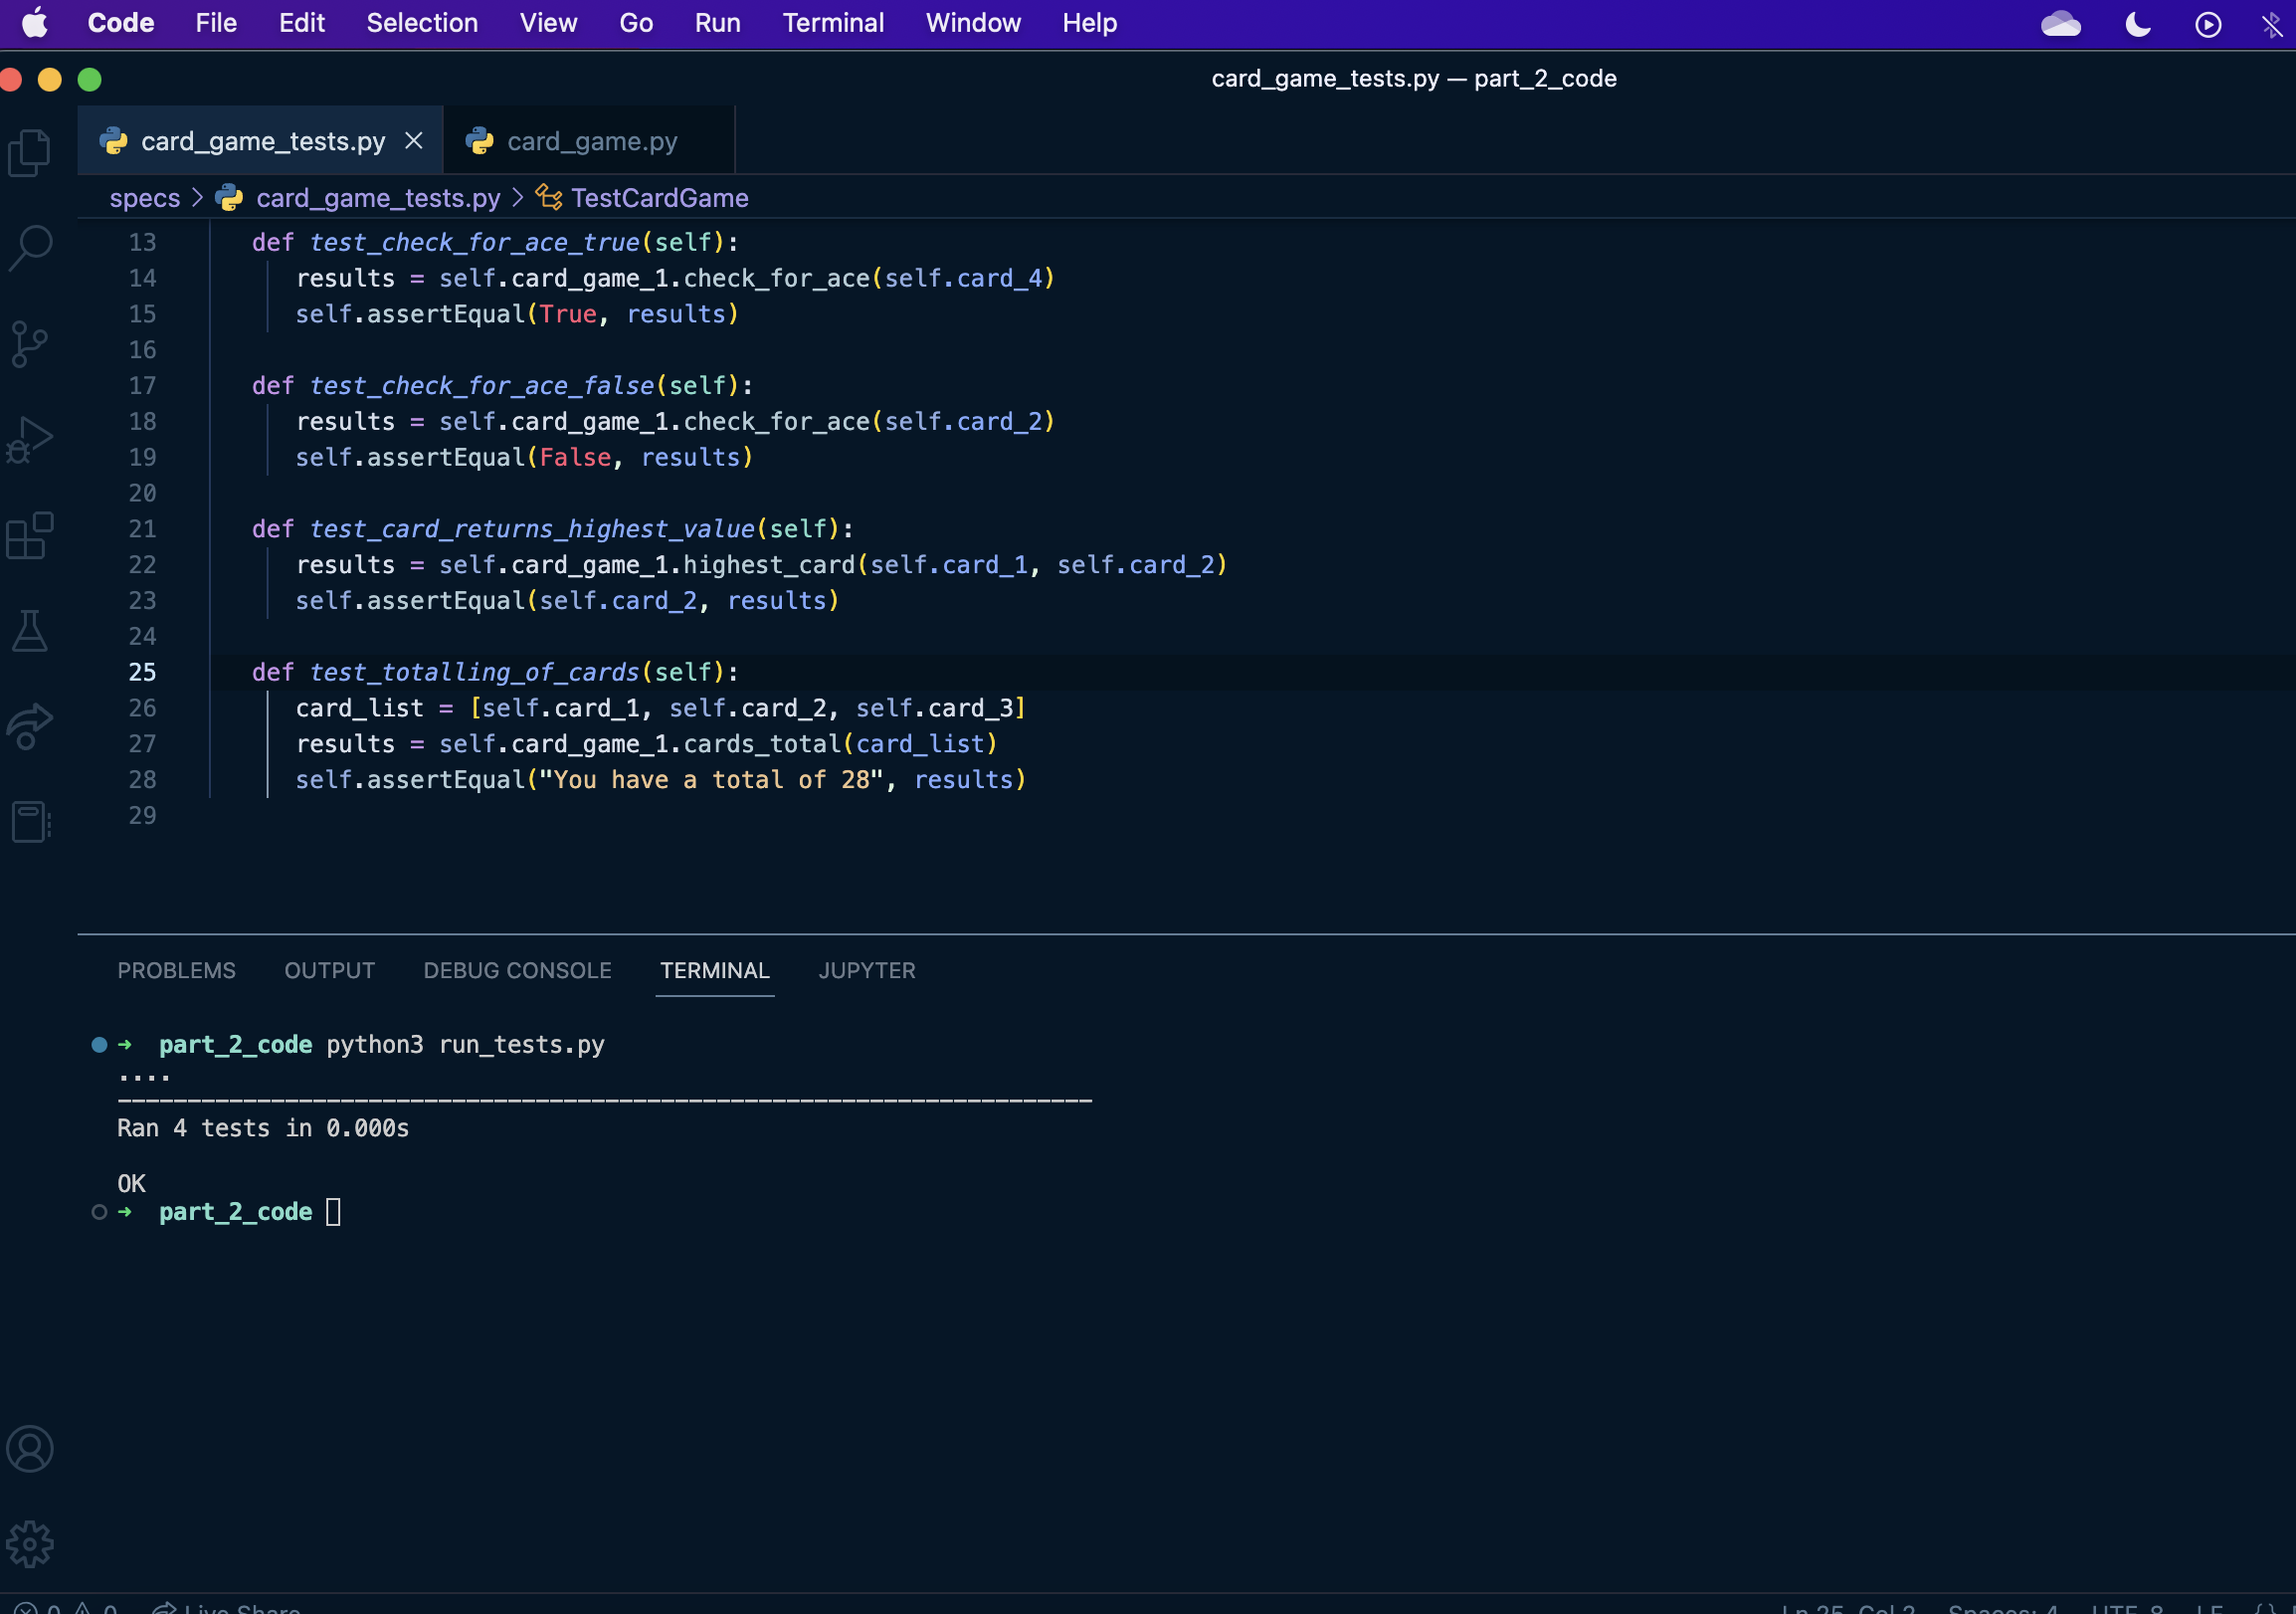 Code File Edit Selection View Go Run Terminal Window Help
card_game_tests.py — part_2_code
card_game_tests.py card_game.py
specs > card_game_tests.py > TestCardGame
13 def test_check_for_ace_true(self):
14 results = self.card_game_1.check_for_ace(self.card_4)
15 self.assertEqual(True, results)
16
17 def test_check_for_ace_false(self):
18 results = self.card_game_1.check_for_ace(self.card_2)
19 self.assertEqual(False, results)
20
21 def test_card_returns_highest_value(self):
22 results = self.card_game_1.highest_card(self.card_1, self.card_2)
23 self.assertEqual(self.card_2, results)
24
25 def test_totalling_of_cards(self):
26 card_list = [self.card_1, self.card_2, self.card_3]
27 results = self.card_game_1.cards_total(card_list)
28 self.assertEqual("You have a total of 28", results)
29
PROBLEMS OUTPUT DEBUG CONSOLE TERMINAL JUPYTER
➜ part_2_code python3 run_tests.py
....
----------------------------------------------------------------------
Ran 4 tests in 0.000s
OK
➜ part_2_code
0 0 Live Share Ln 25, Col 2 Spaces: 4 UTF-8 LF